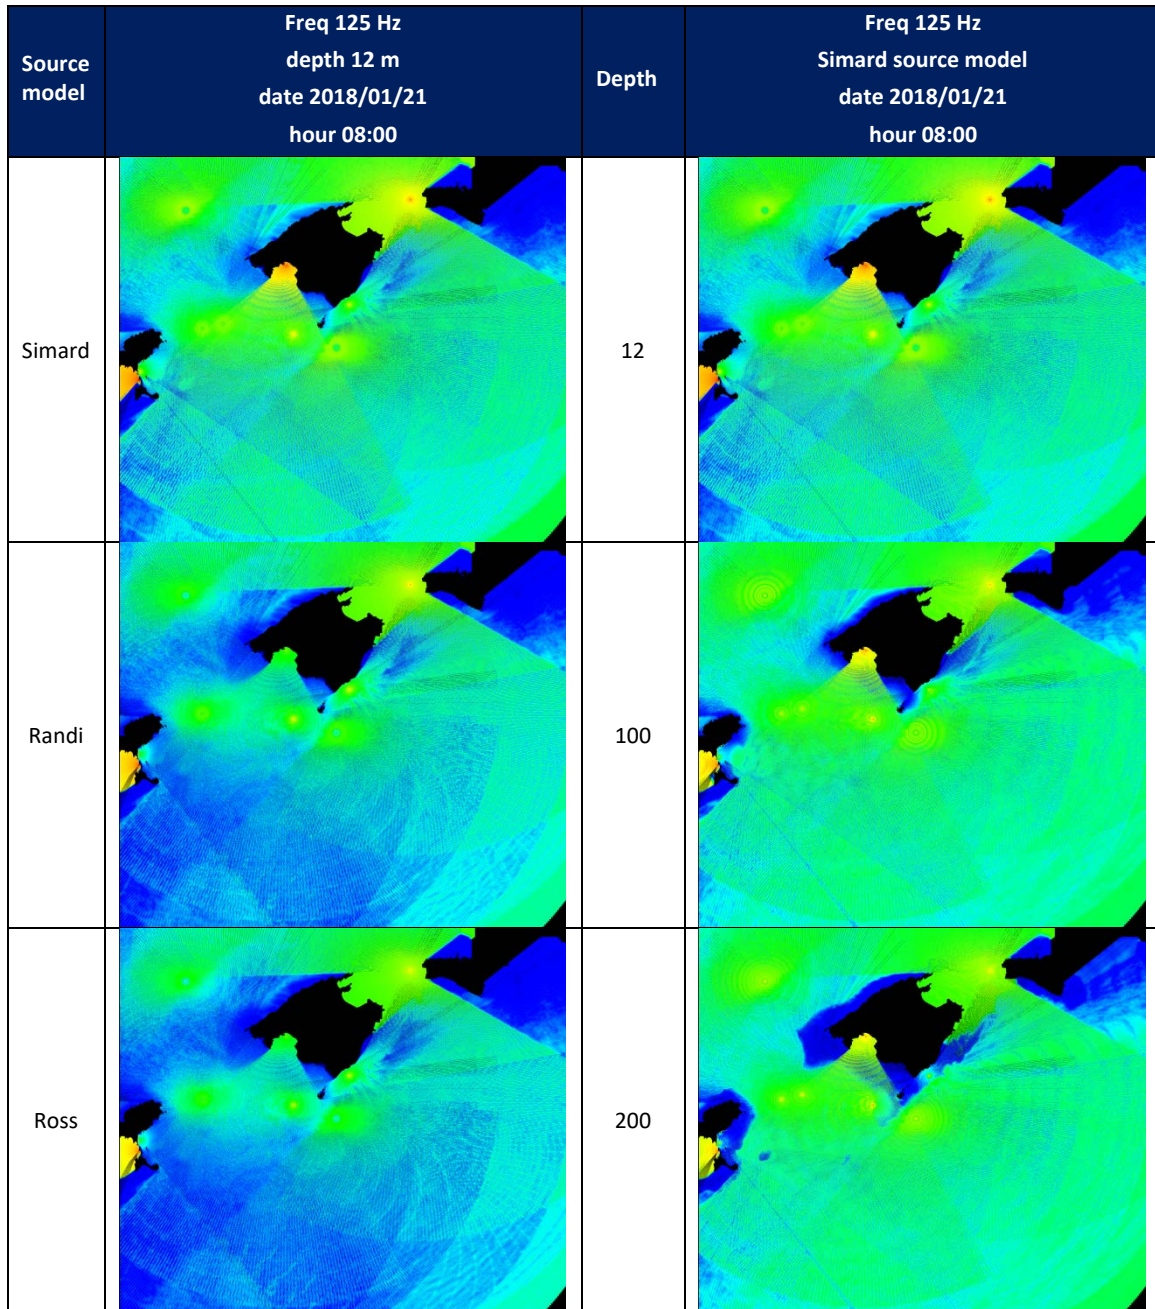 Source
model
Freq 125 Hz
depth 12 m
date 2018/01/21
hour 08:00
Depth
Freq 125 Hz
Simard source model
date 2018/01/21
hour 08:00
Simard
12
Randi
100
Ross
200